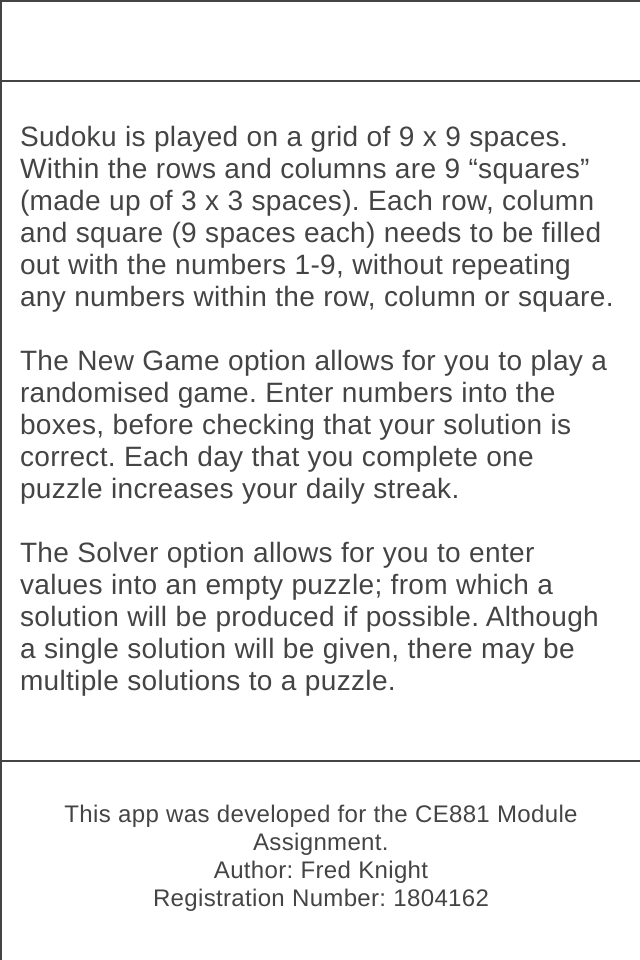 Sudoku is played on a grid of 9 x 9 spaces.
Within the rows and columns are 9 “squares”
(made up of 3 x 3 spaces). Each row, column
and square (9 spaces each) needs to be filled
out with the numbers 1-9, without repeating
any numbers within the row, column or square.
The New Game option allows for you to play a
randomised game. Enter numbers into the
boxes, before checking that your solution is
correct. Each day that you complete one
puzzle increases your daily streak.
The Solver option allows for you to enter
values into an empty puzzle; from which a
solution will be produced if possible. Although
a single solution will be given, there may be
multiple solutions to a puzzle.
This app was developed for the CE881 Module
Assignment.
Author: Fred Knight
Registration Number: 1804162